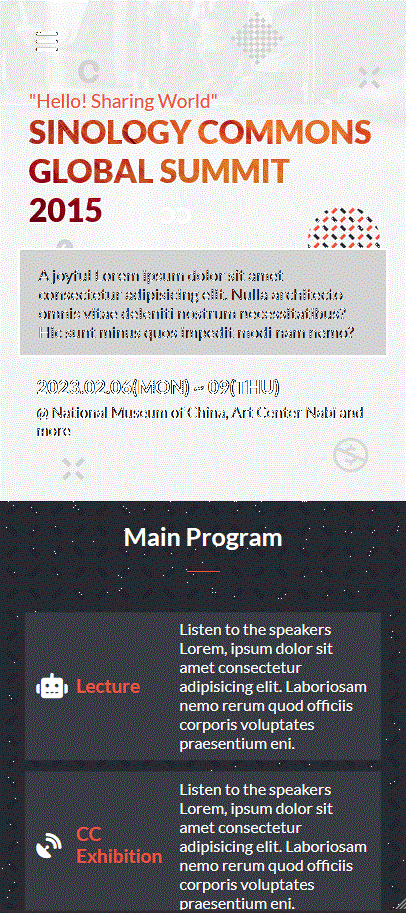 "Hello! Sharing World"
SINOLOGY COMMONS
GLOBAL SUMMIT
2015
A joyful Lorem ipsum dolor sit amet
consectetur adipisicing elit. Nulla architecto
omnis vitae deleniti nostrum necessitatibus?
Hic sunt minus quos impedit modi nam nemo?
2023.02.06(MON) ~ 09(THU)
@ National Museum of China, Art Center Nabi and
more
Main Program
Lecture
Listen to the speakers
Lorem, ipsum dolor sit
amet consectetur
adipisicing elit. Laboriosam
nemo rerum quod officiis
corporis voluptates
praesentium eni.
CC
Exhibition
Listen to the speakers
Lorem, ipsum dolor sit
amet consectetur
adipisicing elit. Laboriosam
nemo rerum quod officiis
corporis voluptates
praesentium eni.